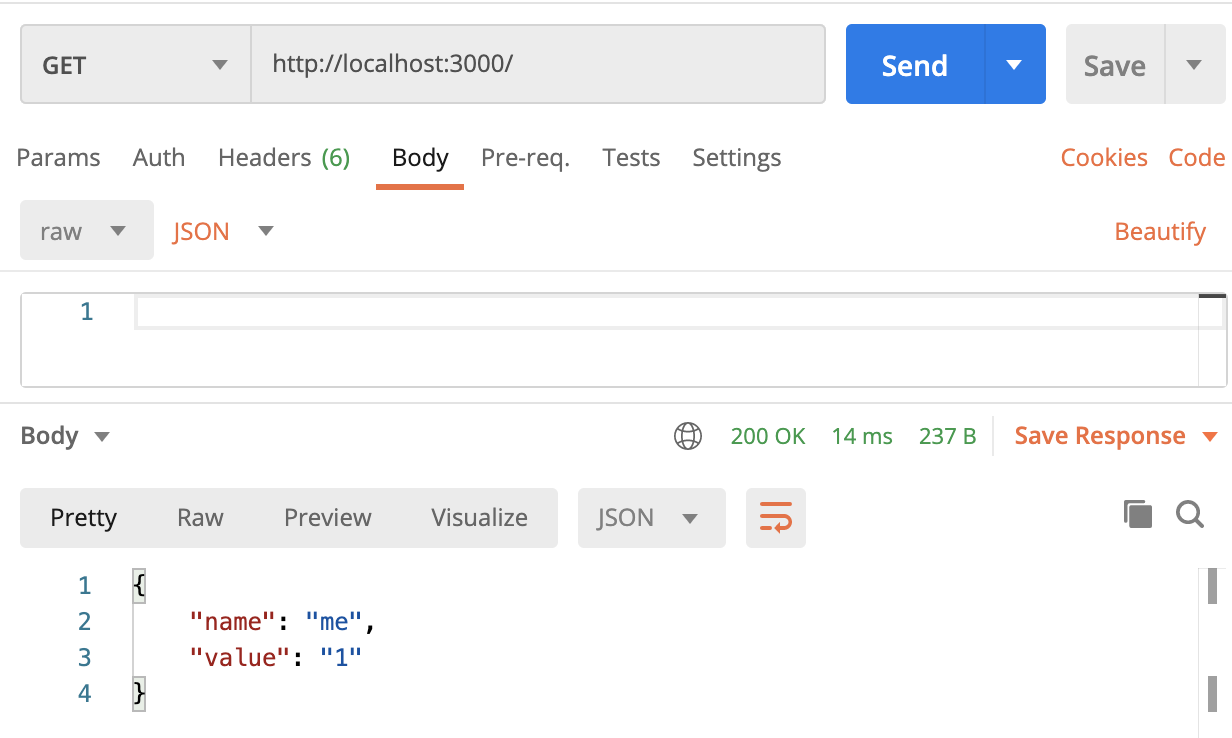 GET http://localhost:3000/ Send Save
Params Auth Headers (6) Body Pre-req. Tests Settings Cookies Code
raw JSON Beautify
1
Body 200 OK 14 ms 237 B Save Response
Pretty Raw Preview Visualize JSON
1 {
2 "name": "me",
3 "value": "1"
4 }